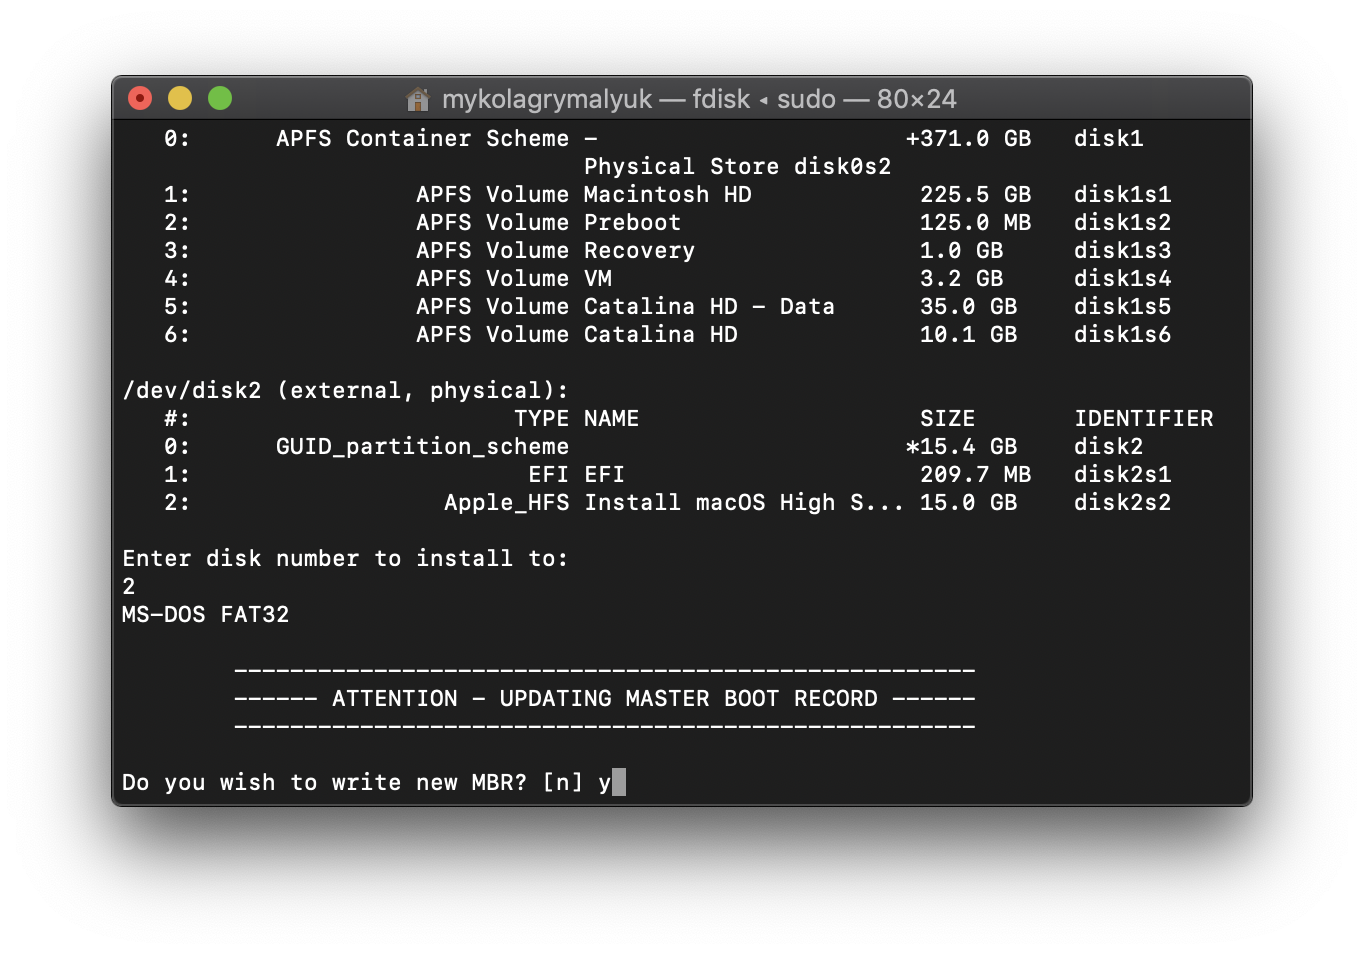 mykolagrymalyuk — fdisk ◂ sudo — 80×24
0: APFS Container Scheme - +371.0 GB disk1
Physical Store disk0s2
1: APFS Volume Macintosh HD 225.5 GB disk1s1
2: APFS Volume Preboot 125.0 MB disk1s2
3: APFS Volume Recovery 1.0 GB disk1s3
4: APFS Volume VM 3.2 GB disk1s4
5: APFS Volume Catalina HD - Data 35.0 GB disk1s5
6: APFS Volume Catalina HD 10.1 GB disk1s6
/dev/disk2 (external, physical):
#: TYPE NAME SIZE IDENTIFIER
0: GUID_partition_scheme *15.4 GB disk2
1: EFI EFI 209.7 MB disk2s1
2: Apple_HFS Install macOS High S... 15.0 GB disk2s2
Enter disk number to install to:
2
MS-DOS FAT32
-----------------------------------------------------
------ ATTENTION - UPDATING MASTER BOOT RECORD ------
-----------------------------------------------------
Do you wish to write new MBR? [n] y